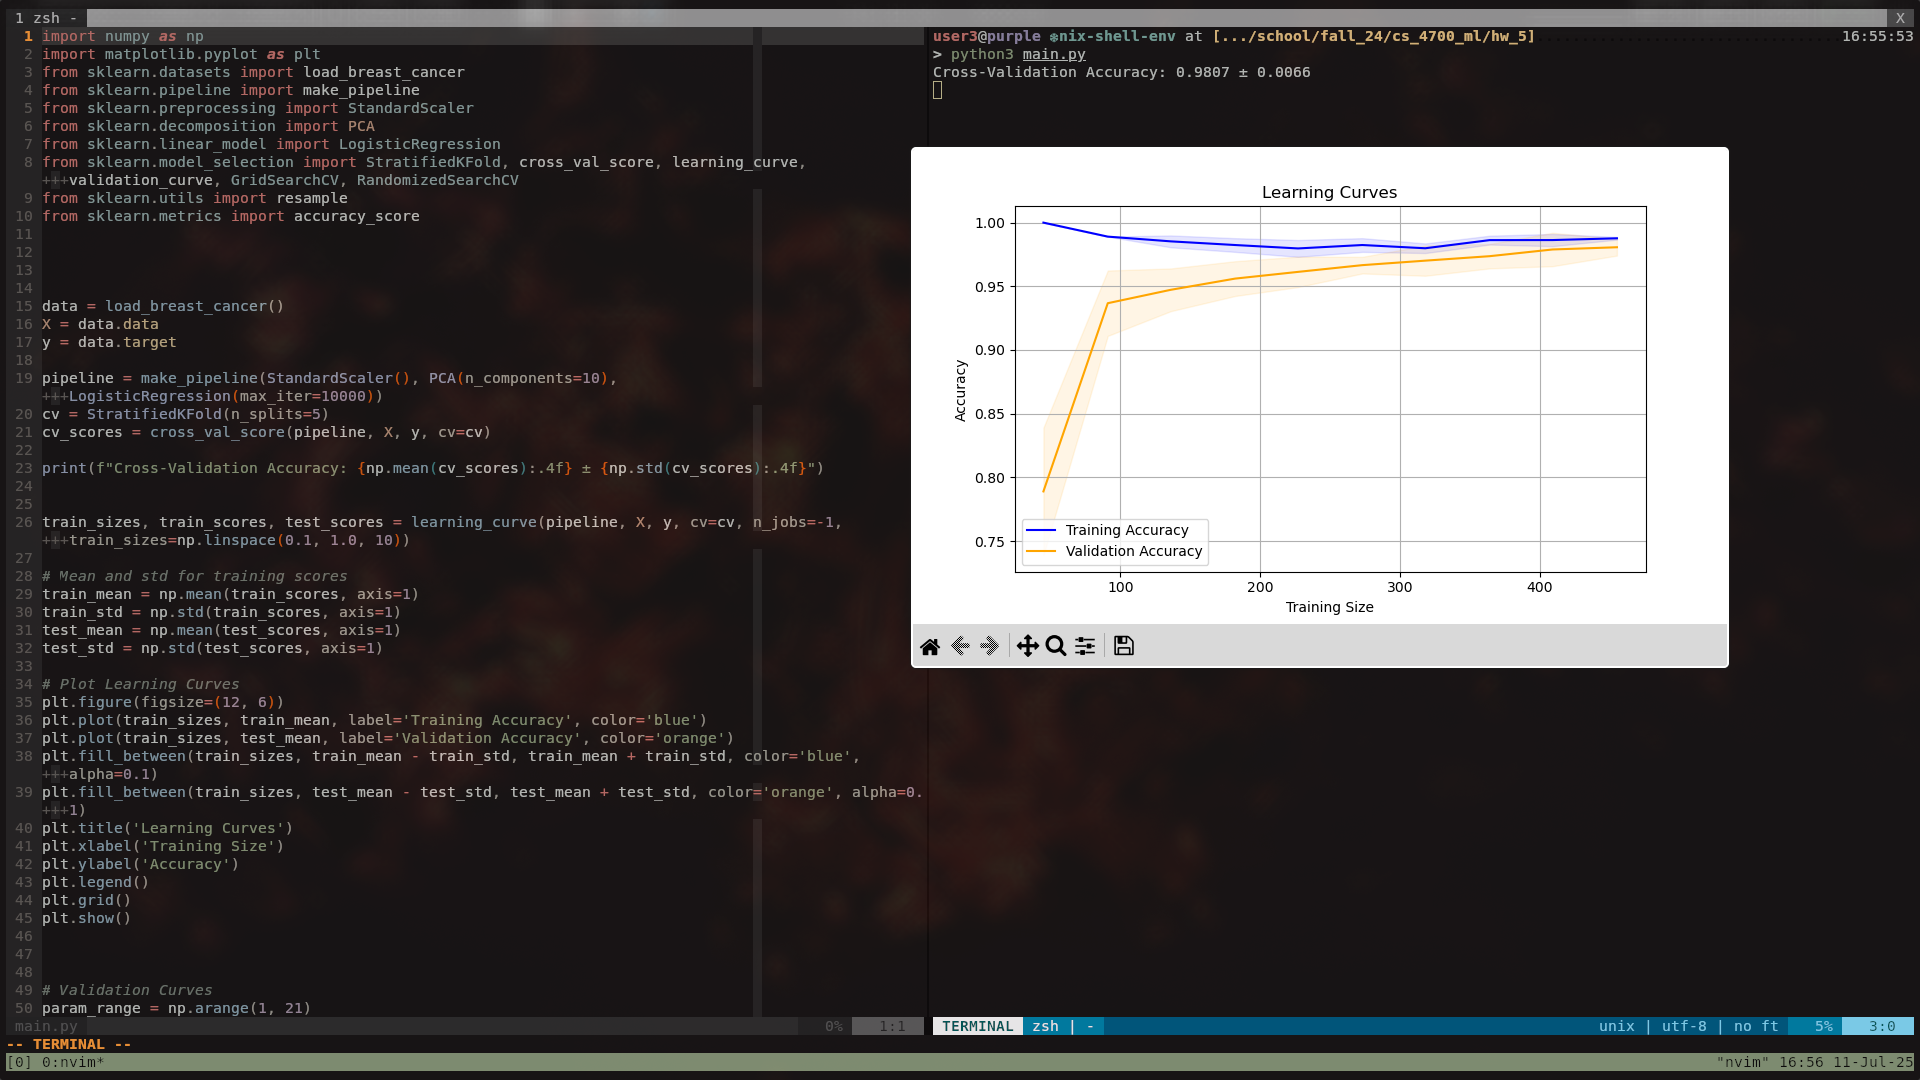 1 zsh - X
1 import numpy as np
2 import matplotlib.pyplot as plt
3 from sklearn.datasets import load_breast_cancer
4 from sklearn.pipeline import make_pipeline
5 from sklearn.preprocessing import StandardScaler
6 from sklearn.decomposition import PCA
7 from sklearn.linear_model import LogisticRegression
8 from sklearn.model_selection import StratifiedKFold, cross_val_score, learning_curve,
+++validation_curve, GridSearchCV, RandomizedSearchCV
9 from sklearn.utils import resample
10 from sklearn.metrics import accuracy_score
11
12
13
14
15 data = load_breast_cancer()
16 X = data.data
17 y = data.target
18
19 pipeline = make_pipeline(StandardScaler(), PCA(n_components=10),
+++LogisticRegression(max_iter=10000))
20 cv = StratifiedKFold(n_splits=5)
21 cv_scores = cross_val_score(pipeline, X, y, cv=cv)
22
23 print(f"Cross-Validation Accuracy: {np.mean(cv_scores):.4f} ± {np.std(cv_scores):.4f}")
24
25
26 train_sizes, train_scores, test_scores = learning_curve(pipeline, X, y, cv=cv, n_jobs=-1,
+++train_sizes=np.linspace(0.1, 1.0, 10))
27
28 # Mean and std for training scores
29 train_mean = np.mean(train_scores, axis=1)
30 train_std = np.std(train_scores, axis=1)
31 test_mean = np.mean(test_scores, axis=1)
32 test_std = np.std(test_scores, axis=1)
33
34 # Plot Learning Curves
35 plt.figure(figsize=(12, 6))
36 plt.plot(train_sizes, train_mean, label='Training Accuracy', color='blue')
37 plt.plot(train_sizes, test_mean, label='Validation Accuracy', color='orange')
38 plt.fill_between(train_sizes, train_mean - train_std, train_mean + train_std, color='blue',
+++alpha=0.1)
39 plt.fill_between(train_sizes, test_mean - test_std, test_mean + test_std, color='orange', alpha=0.
+++1)
40 plt.title('Learning Curves')
41 plt.xlabel('Training Size')
42 plt.ylabel('Accuracy')
43 plt.legend()
44 plt.grid()
45 plt.show()
46
47
48
49 # Validation Curves
50 param_range = np.arange(1, 21)
main.py 0% 1:1
user3@purple ❄nix-shell-env at [.../school/fall_24/cs_4700_ml/hw_5] 16:55:53
> python3 main.py
Cross-Validation Accuracy: 0.9807 ± 0.0066
Learning Curves
1.00
0.95
0.90
0.85
0.80
0.75
Accuracy
Training Accuracy
Validation Accuracy
100 200 300 400
Training Size
TERMINAL zsh | - unix | utf-8 | no ft 5% 3:0
-- TERMINAL --
[0] 0:nvim* "nvim" 16:56 11-Jul-25